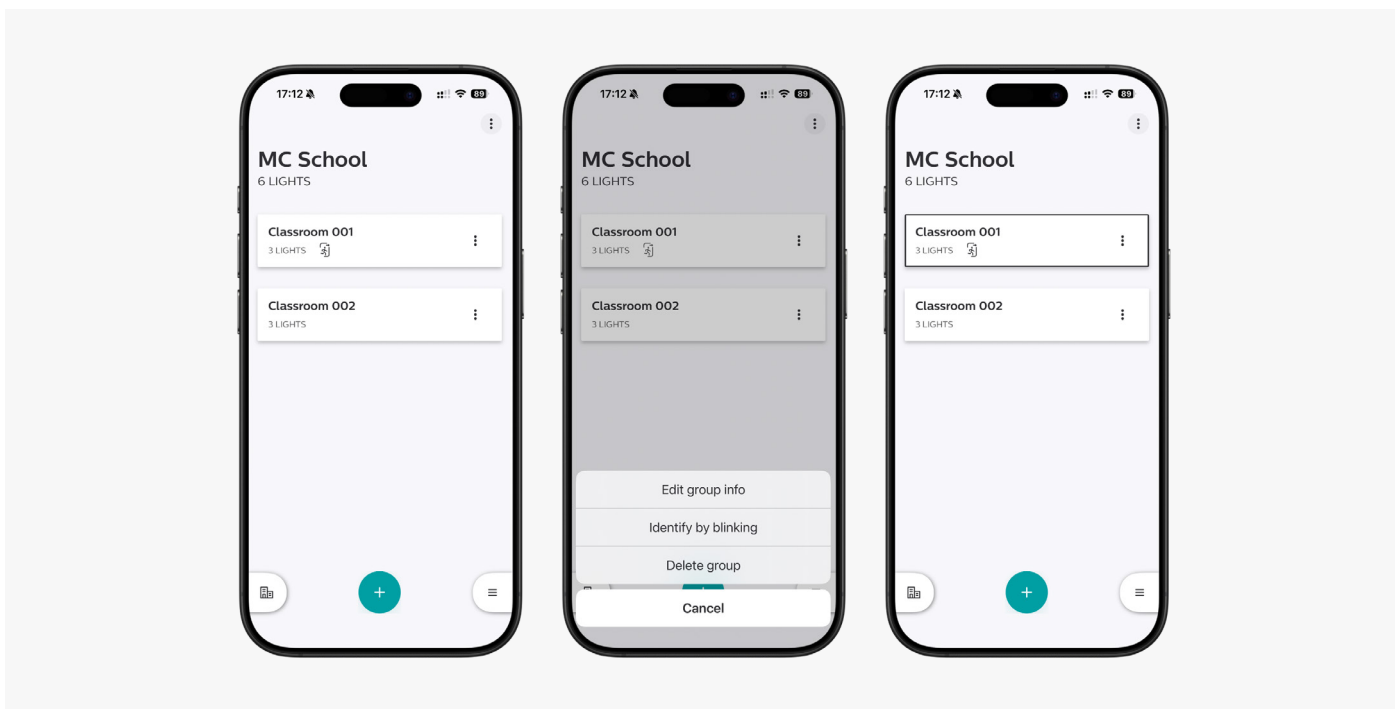 17:12
89
MC School
6 LIGHTS
Classroom 001
3 LIGHTS
Classroom 002
3 LIGHTS
17:12
89
MC School
6 LIGHTS
Classroom 001
3 LIGHTS
Classroom 002
3 LIGHTS
Edit group info
Identify by blinking
Delete group
Cancel
17:12
89
MC School
6 LIGHTS
Classroom 001
3 LIGHTS
Classroom 002
3 LIGHTS